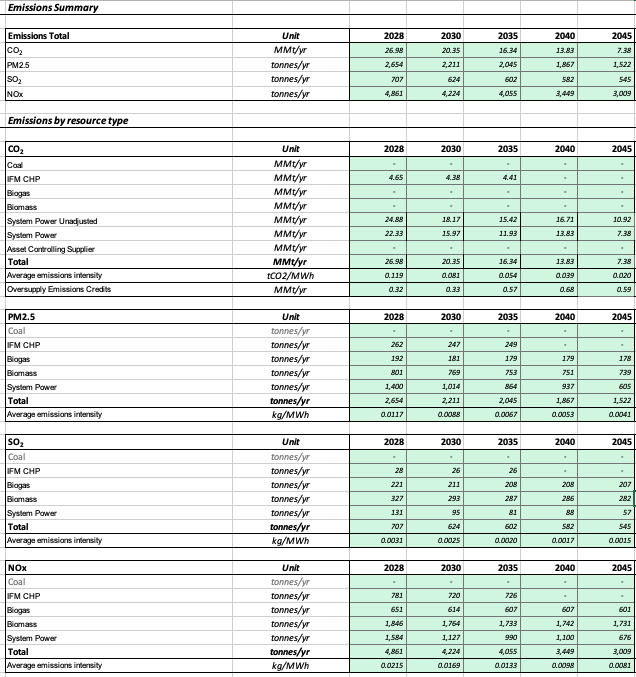 Emissions Summary
Emissions Total Unit 2028 2030 2035 2040 2045
CO₂ MMt/yr 26.98 20.35 16.34 13.83 7.38
PM2.5 tonnes/yr 2,654 2,211 2,045 1,867 1,522
SO₂ tonnes/yr 707 624 602 582 545
NOx tonnes/yr 4,861 4,224 4,055 3,449 3,009
Emissions by resource type
CO₂ Unit 2028 2030 2035 2040 2045
Coal MMt/yr - - - - -
IFM CHP MMt/yr 4.65 4.38 4.41 - -
Biogas MMt/yr - - - - -
Biomass MMt/yr - - - - -
System Power Unadjusted MMt/yr 24.88 18.17 15.42 16.71 10.92
System Power MMt/yr 22.33 15.97 11.93 13.83 7.38
Asset Controlling Supplier MMt/yr - - - - -
Total MMt/yr 26.98 20.35 16.34 13.83 7.38
Average emissions intensity tCO2/MWh 0.119 0.081 0.054 0.039 0.020
Oversupply Emissions Credits MMt/yr 0.32 0.33 0.57 0.68 0.59
PM2.5 Unit 2028 2030 2035 2040 2045
Coal tonnes/yr - - - - -
IFM CHP tonnes/yr 262 247 249 - -
Biogas tonnes/yr 192 181 179 179 178
Biomass tonnes/yr 801 769 753 751 739
System Power tonnes/yr 1,400 1,014 864 937 605
Total tonnes/yr 2,654 2,211 2,045 1,867 1,522
Average emissions intensity kg/MWh 0.0117 0.0088 0.0067 0.0053 0.0041
SO₂ Unit 2028 2030 2035 2040 2045
Coal tonnes/yr - - - - -
IFM CHP tonnes/yr 28 26 26 - -
Biogas tonnes/yr 221 211 208 208 207
Biomass tonnes/yr 327 293 287 286 282
System Power tonnes/yr 131 95 81 88 57
Total tonnes/yr 707 624 602 582 545
Average emissions intensity kg/MWh 0.0031 0.0025 0.0020 0.0017 0.0015
NOx Unit 2028 2030 2035 2040 2045
Coal tonnes/yr - - - - -
IFM CHP tonnes/yr 781 720 726 - -
Biogas tonnes/yr 651 614 607 607 601
Biomass tonnes/yr 1,846 1,764 1,733 1,742 1,731
System Power tonnes/yr 1,584 1,127 990 1,100 676
Total tonnes/yr 4,861 4,224 4,055 3,449 3,009
Average emissions intensity kg/MWh 0.0215 0.0169 0.0133 0.0098 0.0081